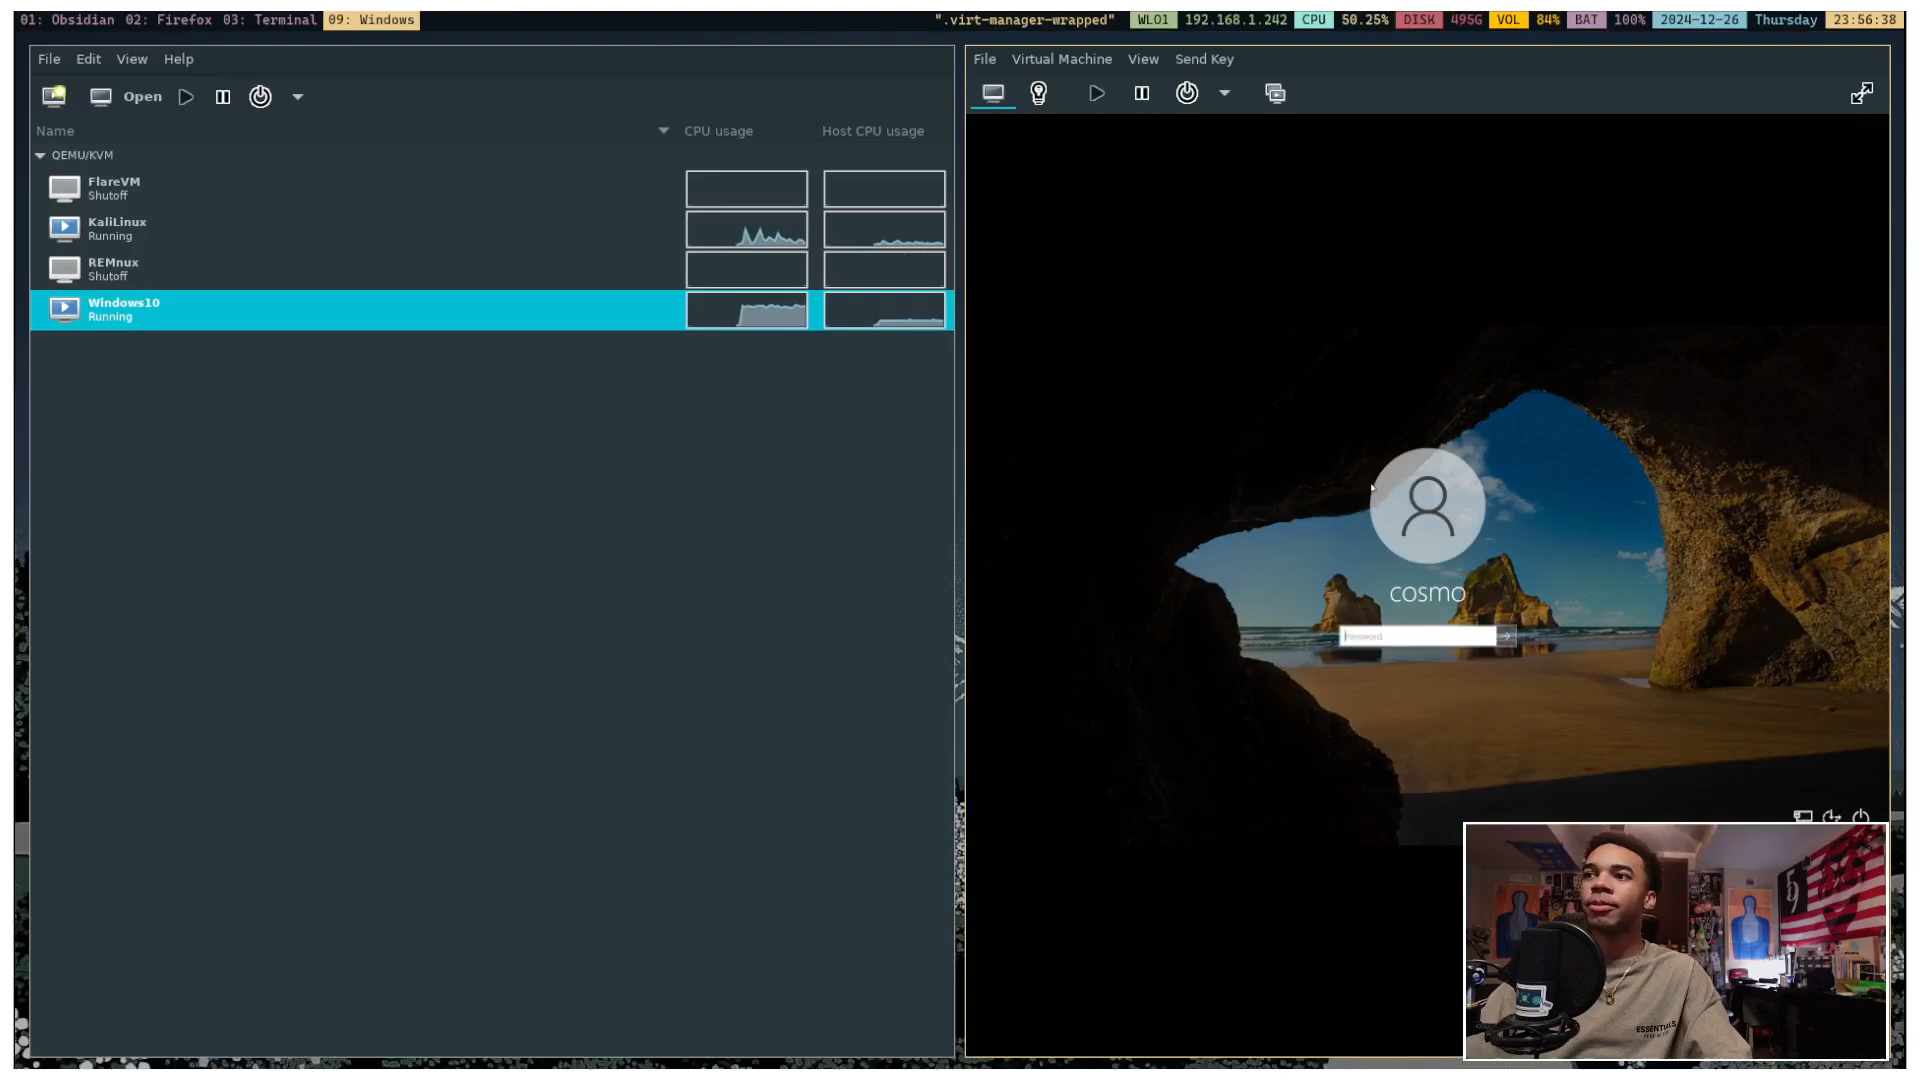 01: Obsidian 02: Firefox 03: Terminal 09: Windows
".virt-manager-wrapped" WLO1 192.168.1.242 CPU 50.25% DISK 495G VOL 84% BAT 100% 2024-12-26 Thursday 23:56:38
File Edit View Help
Open
Name CPU usage Host CPU usage
QEMU/KVM
FlareVM
Shutoff
KaliLinux
Running
REMnux
Shutoff
Windows10
Running
File Virtual Machine View Send Key
cosmo
Password
ESSENTIALS